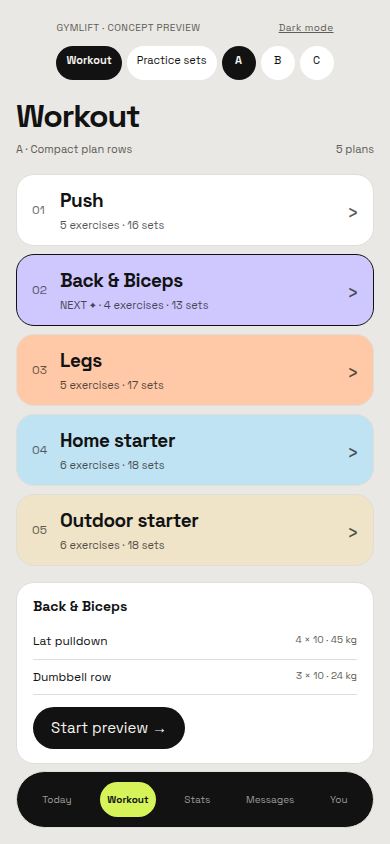 GYMLIFT · CONCEPT PREVIEW Dark mode
Workout Practice sets A B C
Workout
A · Compact plan rows 5 plans
01 Push >
5 exercises · 16 sets
02 Back & Biceps >
NEXT ✦ · 4 exercises · 13 sets
03 Legs >
5 exercises · 17 sets
04 Home starter >
6 exercises · 18 sets
05 Outdoor starter >
6 exercises · 18 sets
Back & Biceps
Lat pulldown 4 × 10 · 45 kg
Dumbbell row 3 × 10 · 24 kg
Start preview →
Today Workout Stats Messages You